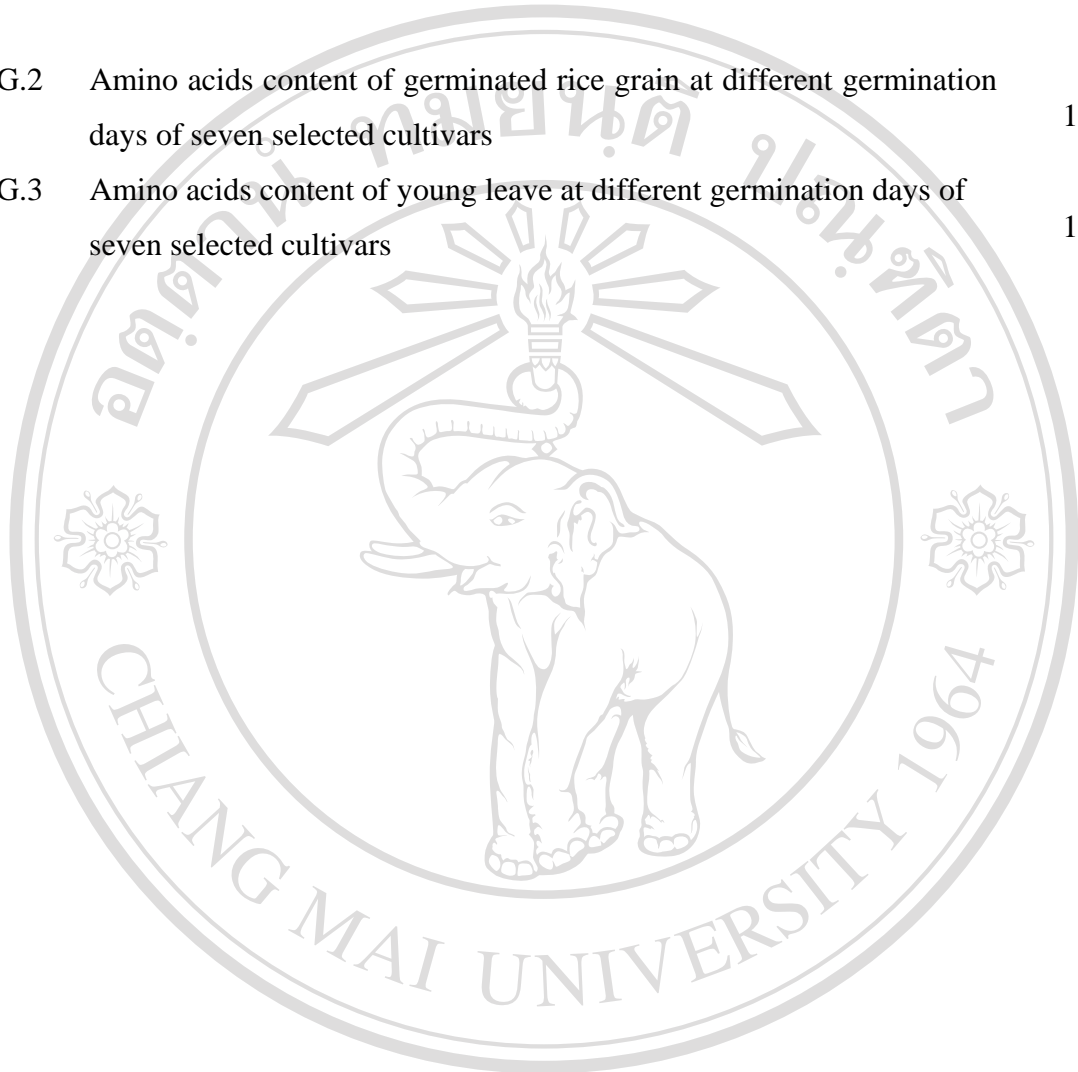 G.2 Amino acids content of germinated rice grain at different germination
days of seven selected cultivars 1
G.3 Amino acids content of young leave at different germination days of
seven selected cultivars 1
CHIANG MAI UNIVERSITY 1964